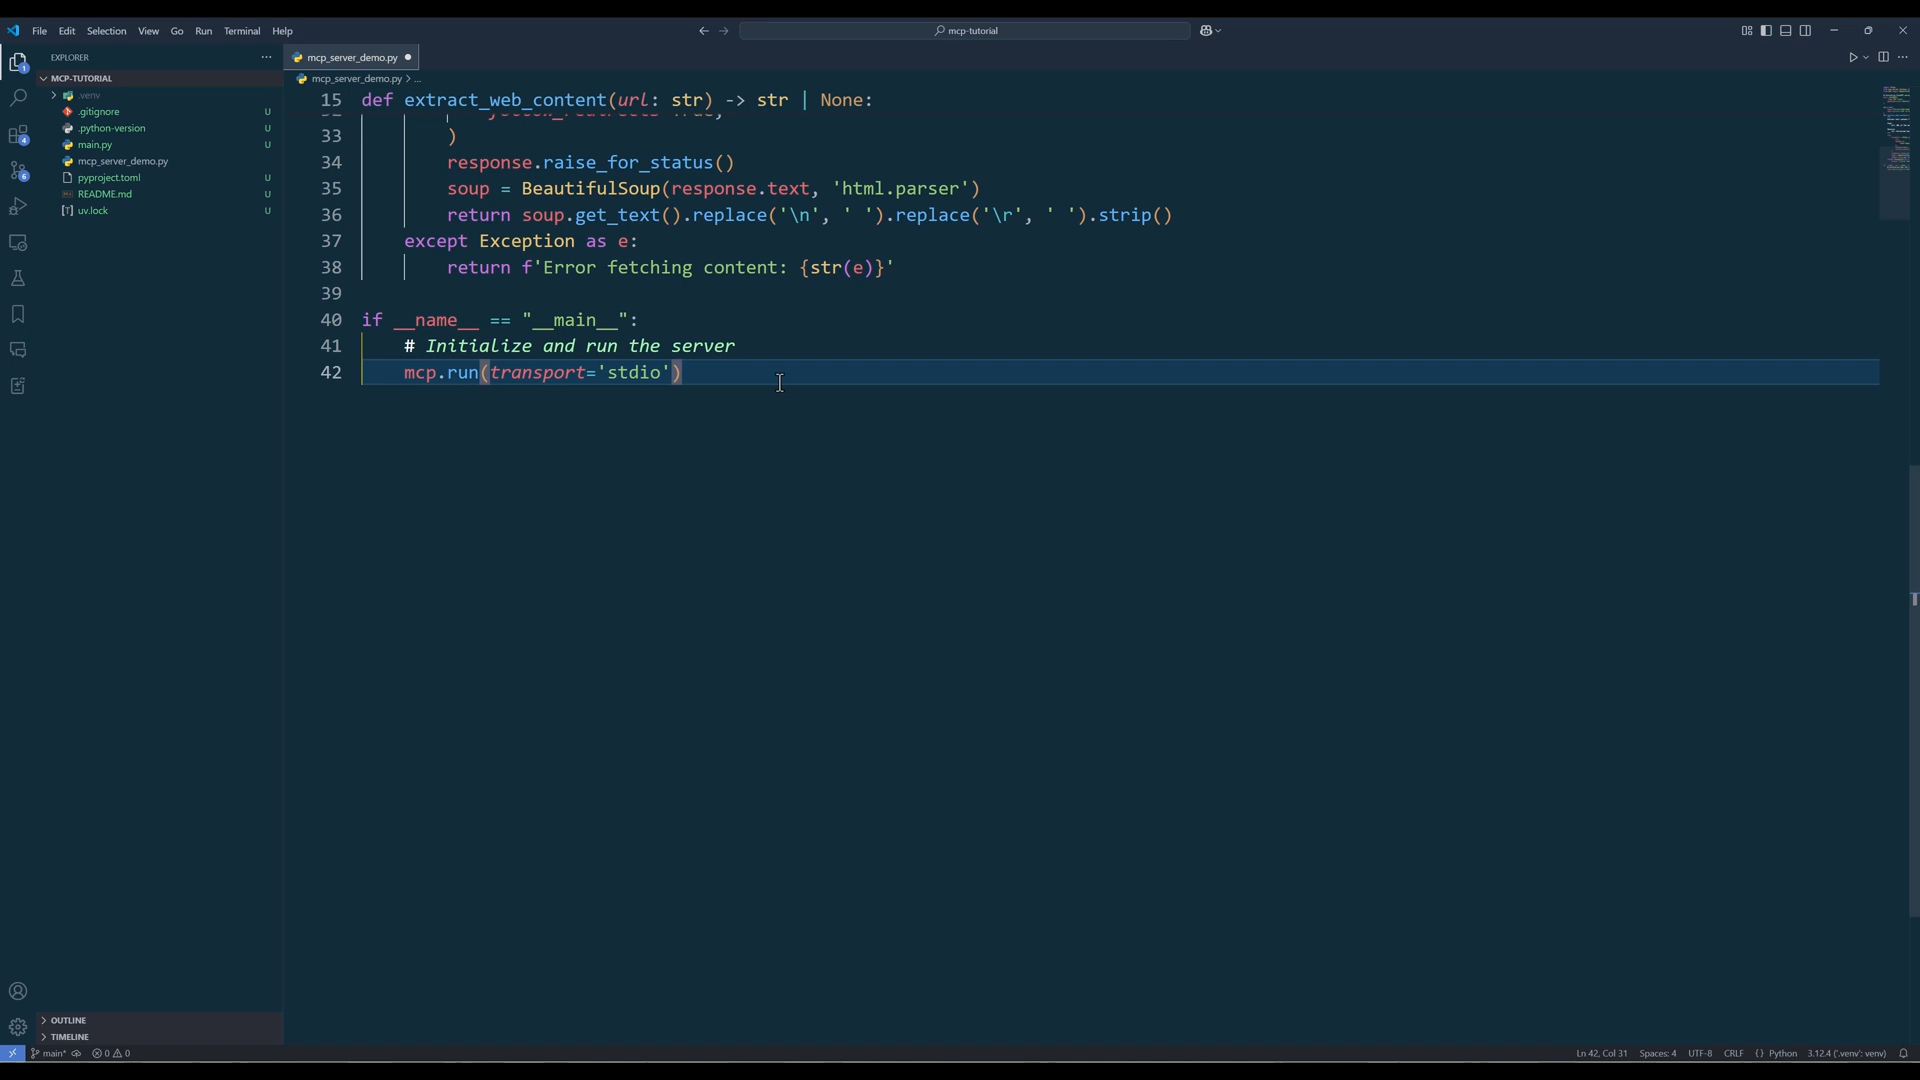 File Edit Selection View Go Run Terminal Help
mcp-tutorial
EXPLORER
mcp_server_demo.py
MCP-TUTORIAL
mcp_server_demo.py > ...
.venv
.gitignore U
.python-version U
main.py U
mcp_server_demo.py
pyproject.toml U
README.md U
uv.lock U
1
4
6
15 def extract_web_content(url: str) -> str | None:
33 )
34 response.raise_for_status()
35 soup = BeautifulSoup(response.text, 'html.parser')
36 return soup.get_text().replace('\n', ' ').replace('\r', ' ').strip()
37 except Exception as e:
38 return f'Error fetching content: {str(e)}'
39
40 if __name__ == "__main__":
41 # Initialize and run the server
42 mcp.run(transport='stdio')
OUTLINE
TIMELINE
main* 0 0 Ln 42, Col 31 Spaces: 4 UTF-8 CRLF {} Python 3.12.4 ('.venv': venv)